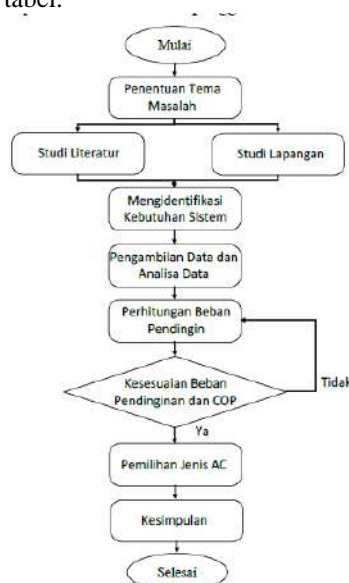 tabel.
Mulai
Penentuan Tema
Masalah
Studi Literatur
Studi Lapangan
Mengidentifikasi
Kebutuhan Sistem
Pengambilan Data dan
Analisa Data
Perhitungan Beban
Pendingin
Kesesuaian Beban
Pendinginan dan COP
Tidak
Ya
Pemilihan Jenis AC
Kesimpulan
Selesai